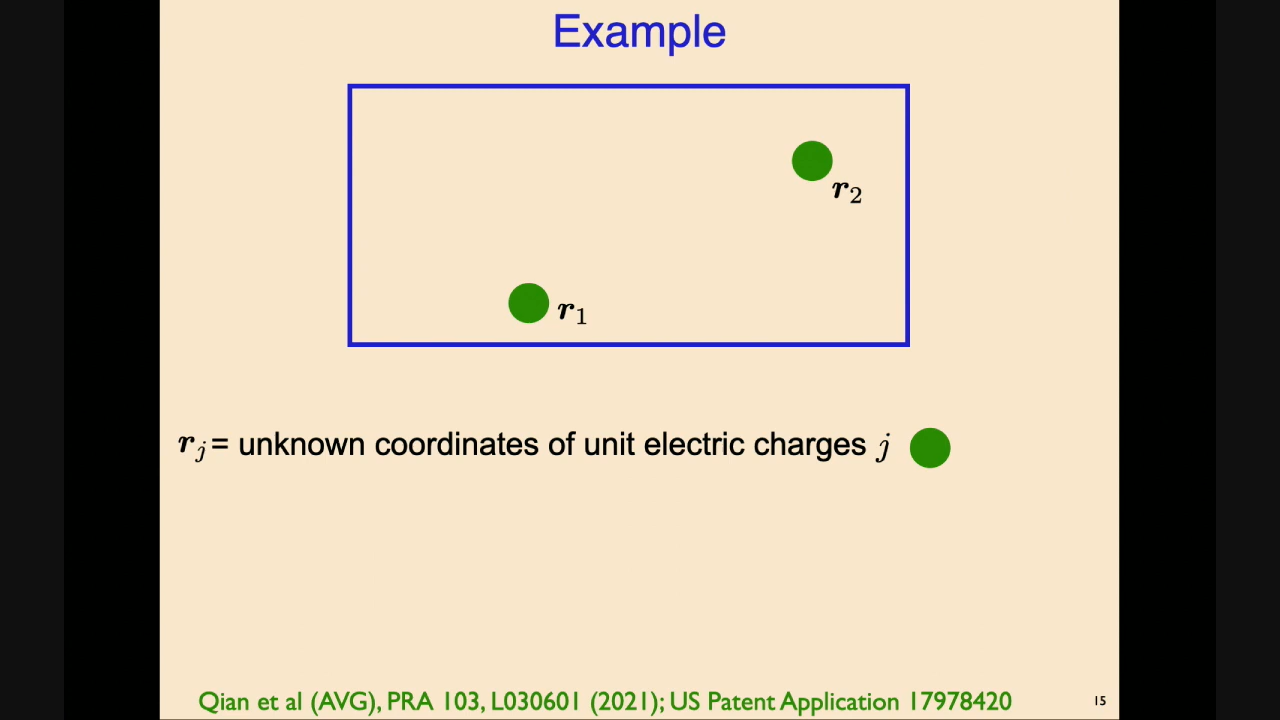 Example
r₂
r₁
rⱼ = unknown coordinates of unit electric charges j
Qian et al (AVG), PRA 103, L030601 (2021); US Patent Application 17978420
15